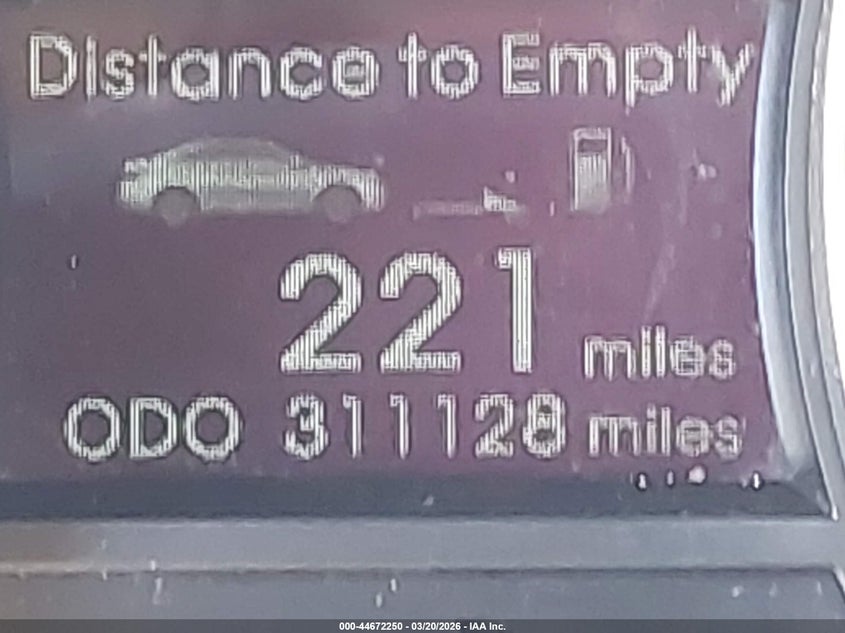 Distance to Empty
221 miles
ODO 311128 miles
000-44672250 - 03/20/2026 - IAA Inc.